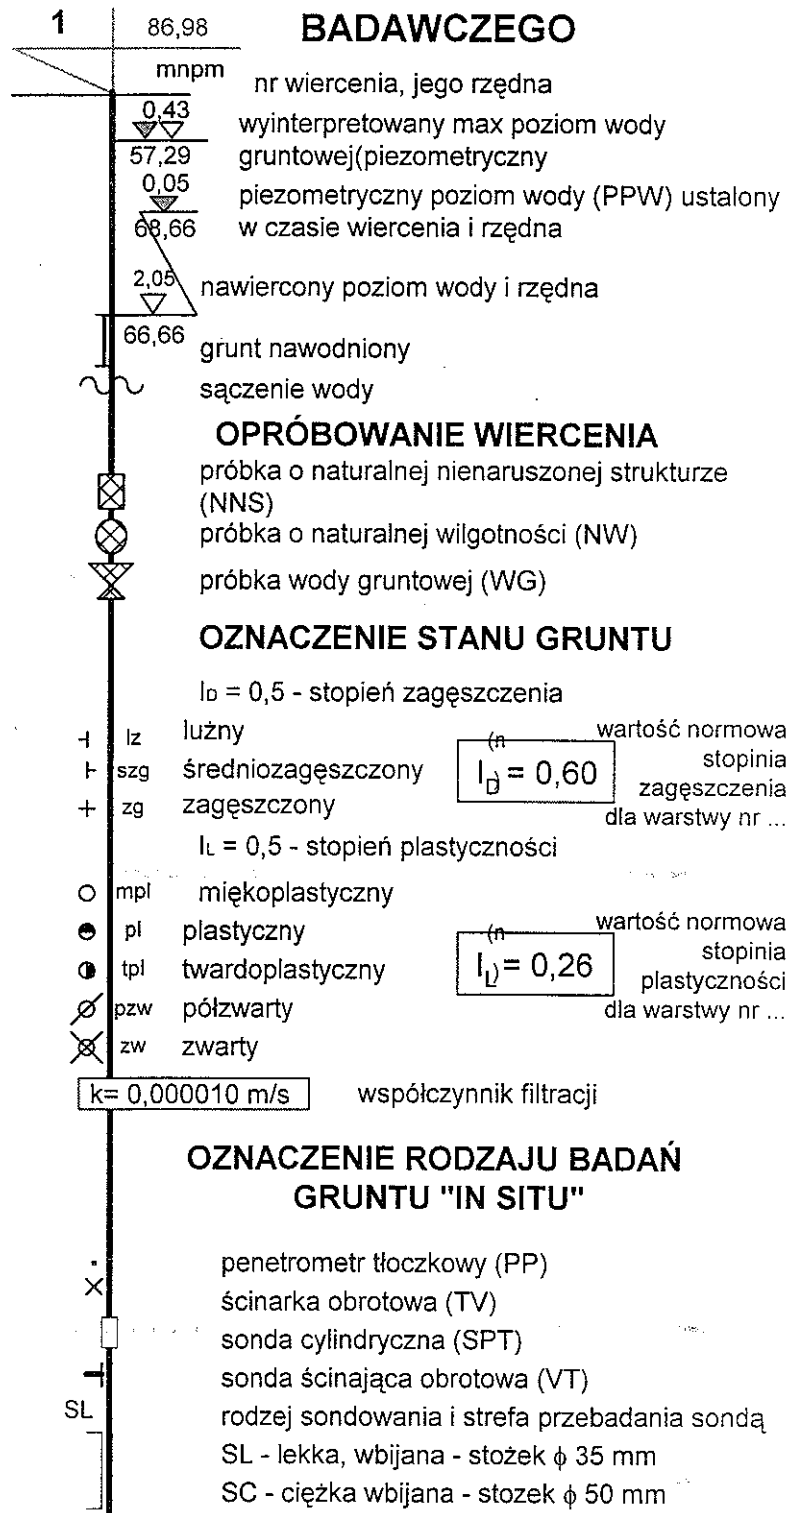 1 86,98 BADAWCZEGO
mnpm
nr wiercenia, jego rzędna
0,43
wyinterpretowany max poziom wody
57,29 gruntowej(piezometryczny
0,05
piezometryczny poziom wody (PPW) ustalony
68,66 w czasie wiercenia i rzędna
2,05 nawiercony poziom wody i rzędna
66,66
grunt nawodniony
sączenie wody
OPRÓBOWANIE WIERCENIA
próbka o naturalnej nienaruszonej strukturze
(NNS)
próbka o naturalnej wilgotności (NW)
próbka wody gruntowej (WG)
OZNACZENIE STANU GRUNTU
ID = 0,5 - stopień zagęszczenia
lz lużny
szg średniozagęszczony
zg zagęszczony
(n
ID) = 0,60
wartość normowa
stopinia
zagęszczenia
dla warstwy nr ...
IL = 0,5 - stopień plastyczności
mpl miękoplastyczny
pl plastyczny
tpl twardoplastyczny
pzw półzwarty
zw zwarty
(n
IL) = 0,26
wartość normowa
stopinia
plastyczności
dla warstwy nr ...
k= 0,000010 m/s współczynnik filtracji
OZNACZENIE RODZAJU BADAŃ
GRUNTU "IN SITU"
penetrometr tłoczkowy (PP)
ścinarka obrotowa (TV)
sonda cylindryczna (SPT)
sonda ścinająca obrotowa (VT)
SL rodzej sondowania i strefa przebadania sondą
SL - lekka, wbijana - stożek ϕ 35 mm
SC - ciężka wbijana - stozek ϕ 50 mm